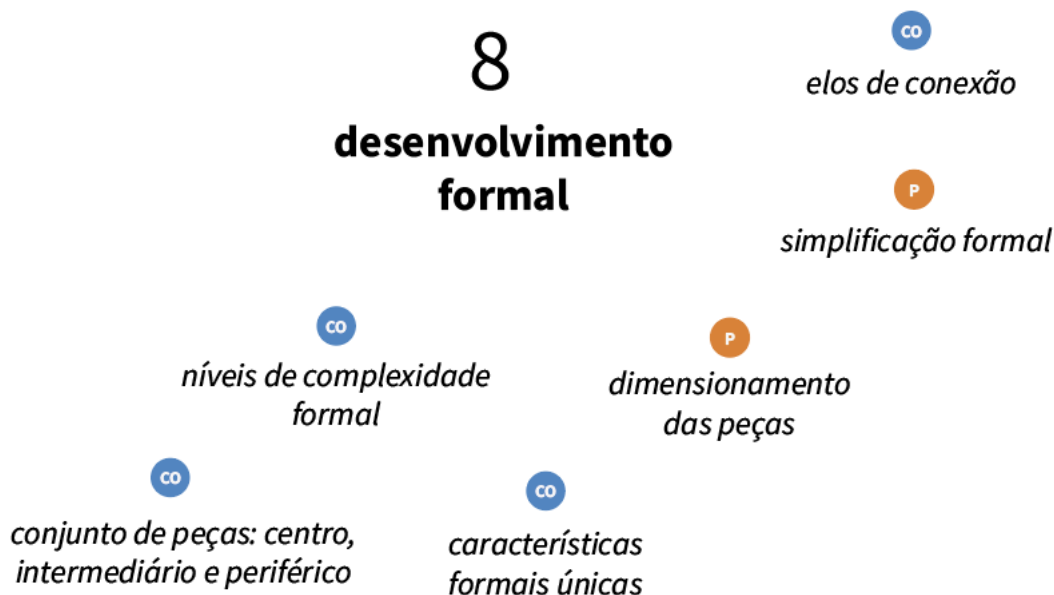 8
desenvolvimento
formal
CO
elos de conexão
P
simplificação formal
CO
níveis de complexidade
formal
P
dimensionamento
das peças
CO
conjunto de peças: centro,
intermediário e periférico
CO
características
formais únicas